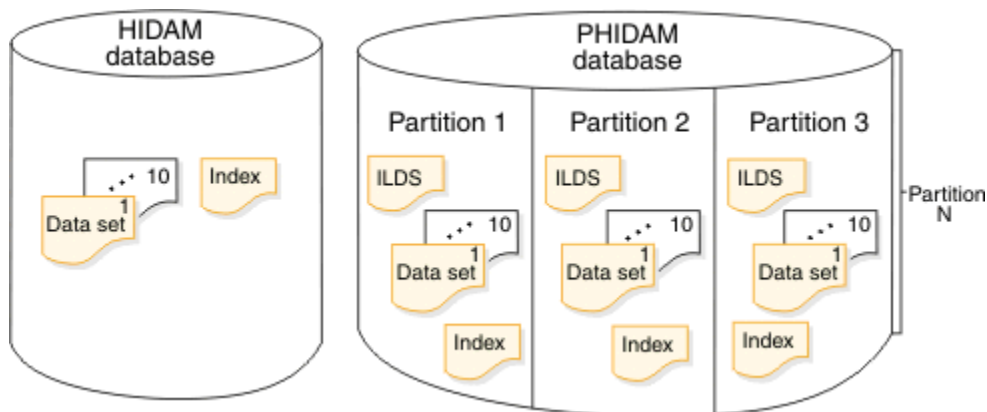 HIDAM
database
10
1
Data set
Index
PHIDAM
database
Partition 1
ILDS
10
1
Data set
Index
Partition 2
ILDS
10
1
Data set
Index
Partition 3
ILDS
10
1
Data set
Index
Partition
N